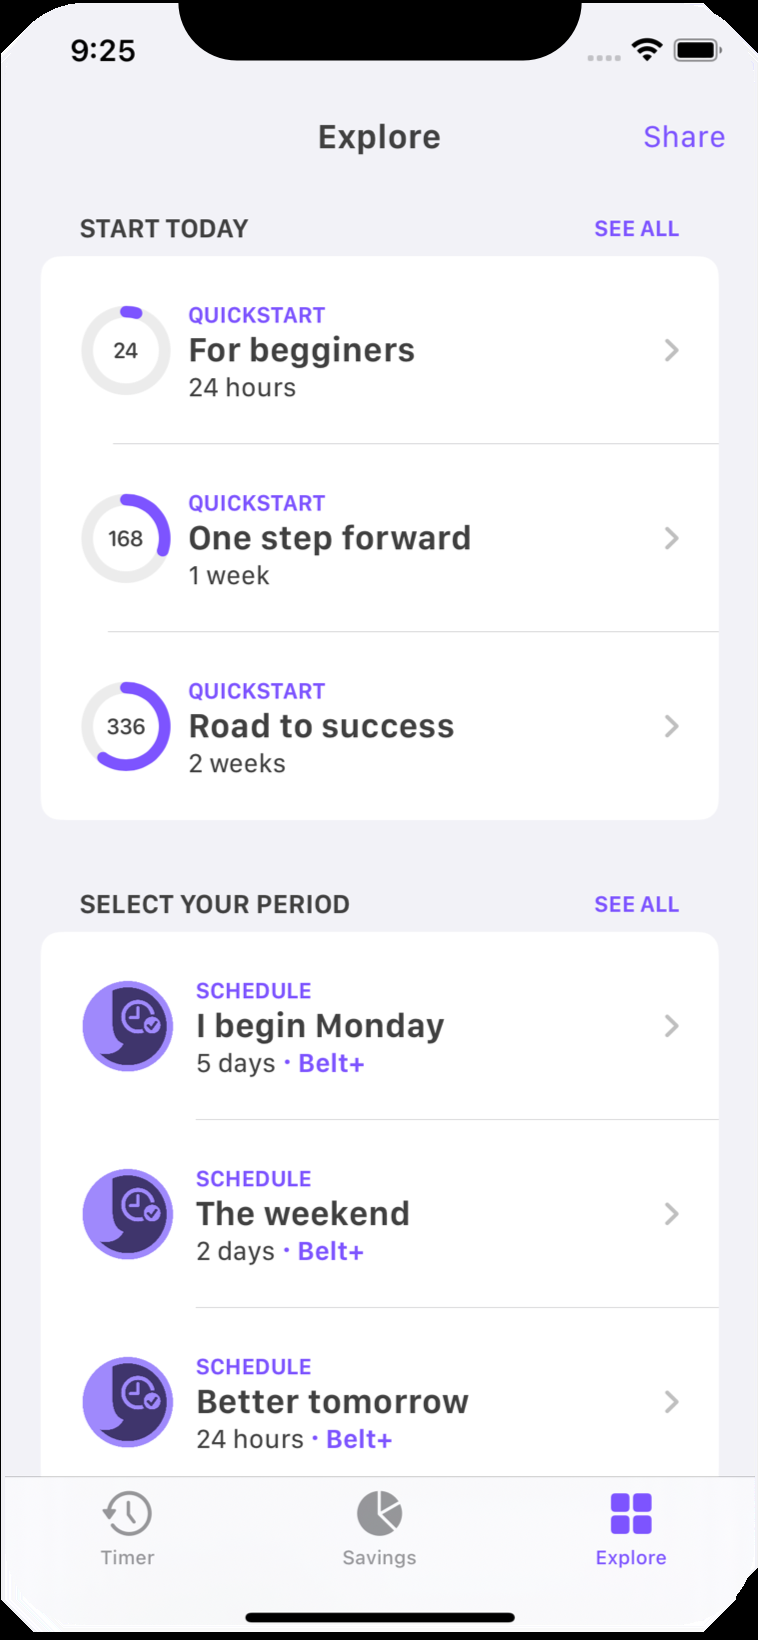 9:25
Explore
Share
START TODAY
SEE ALL
QUICKSTART
24
For begginers
24 hours
QUICKSTART
168
One step forward
1 week
QUICKSTART
336
Road to success
2 weeks
SELECT YOUR PERIOD
SEE ALL
SCHEDULE
I begin Monday
5 days · Belt+
SCHEDULE
The weekend
2 days · Belt+
SCHEDULE
Better tomorrow
24 hours · Belt+
Timer
Savings
Explore